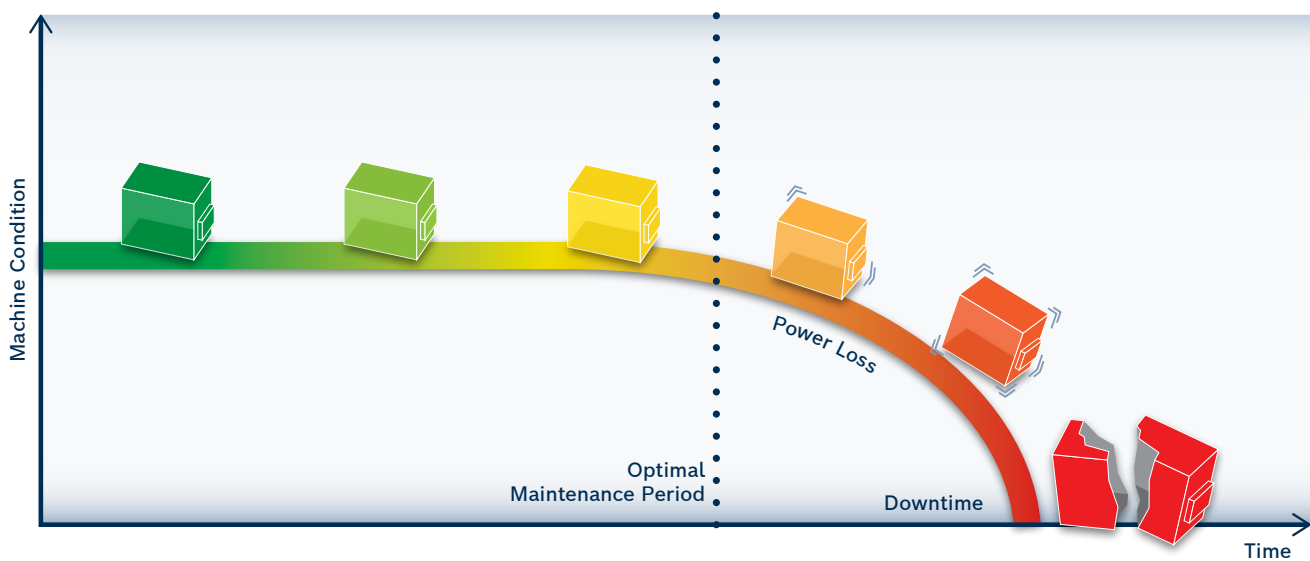 Machine Condition
Power Loss
Optimal
Maintenance Period
Downtime
Time